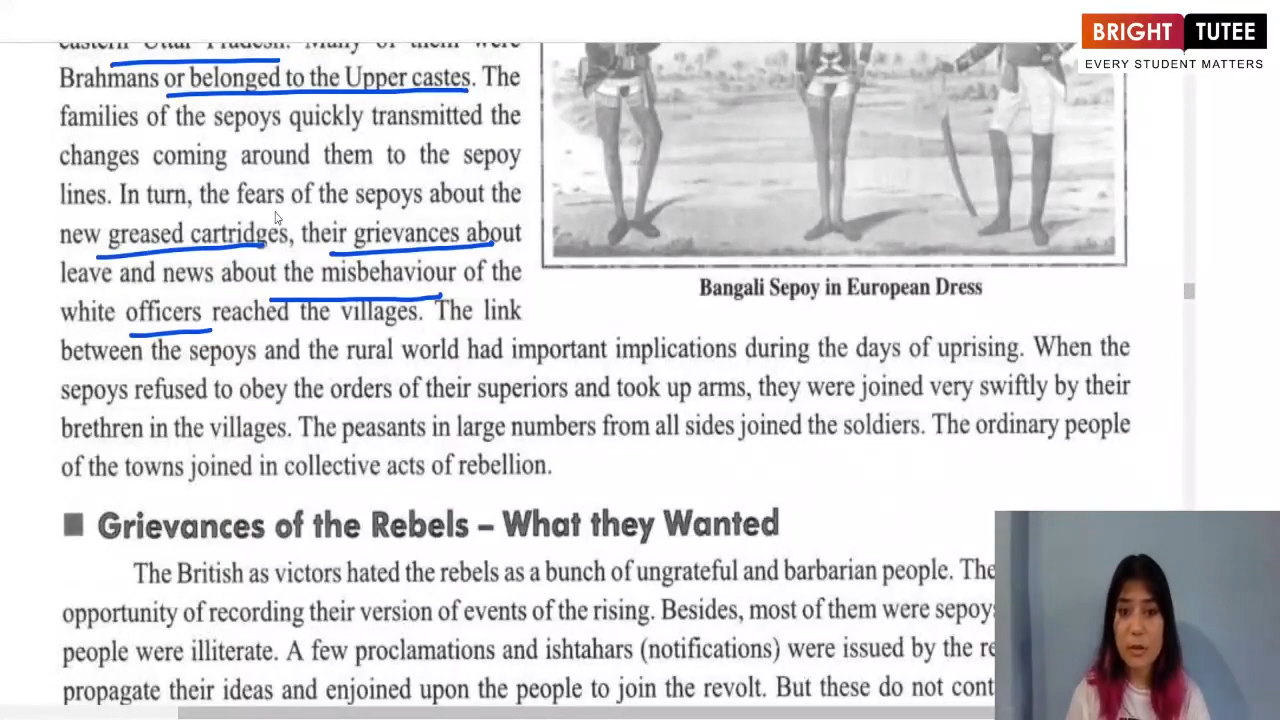 BRIGHT TUTEE
EVERY STUDENT MATTERS
eastern Uttar Pradesh. Many of them were
Brahmans or belonged to the Upper castes. The
families of the sepoys quickly transmitted the
changes coming around them to the sepoy
lines. In turn, the fears of the sepoys about the
new greased cartridges, their grievances about
leave and news about the misbehaviour of the
white officers reached the villages. The link
Bangali Sepoy in European Dress
between the sepoys and the rural world had important implications during the days of uprising. When the
sepoys refused to obey the orders of their superiors and took up arms, they were joined very swiftly by their
brethren in the villages. The peasants in large numbers from all sides joined the soldiers. The ordinary people
of the towns joined in collective acts of rebellion.
Grievances of the Rebels – What they Wanted
The British as victors hated the rebels as a bunch of ungrateful and barbarian people. The
opportunity of recording their version of events of the rising. Besides, most of them were sepoy
people were illiterate. A few proclamations and ishtahars (notifications) were issued by the re
propagate their ideas and enjoined upon the people to join the revolt. But these do not cont